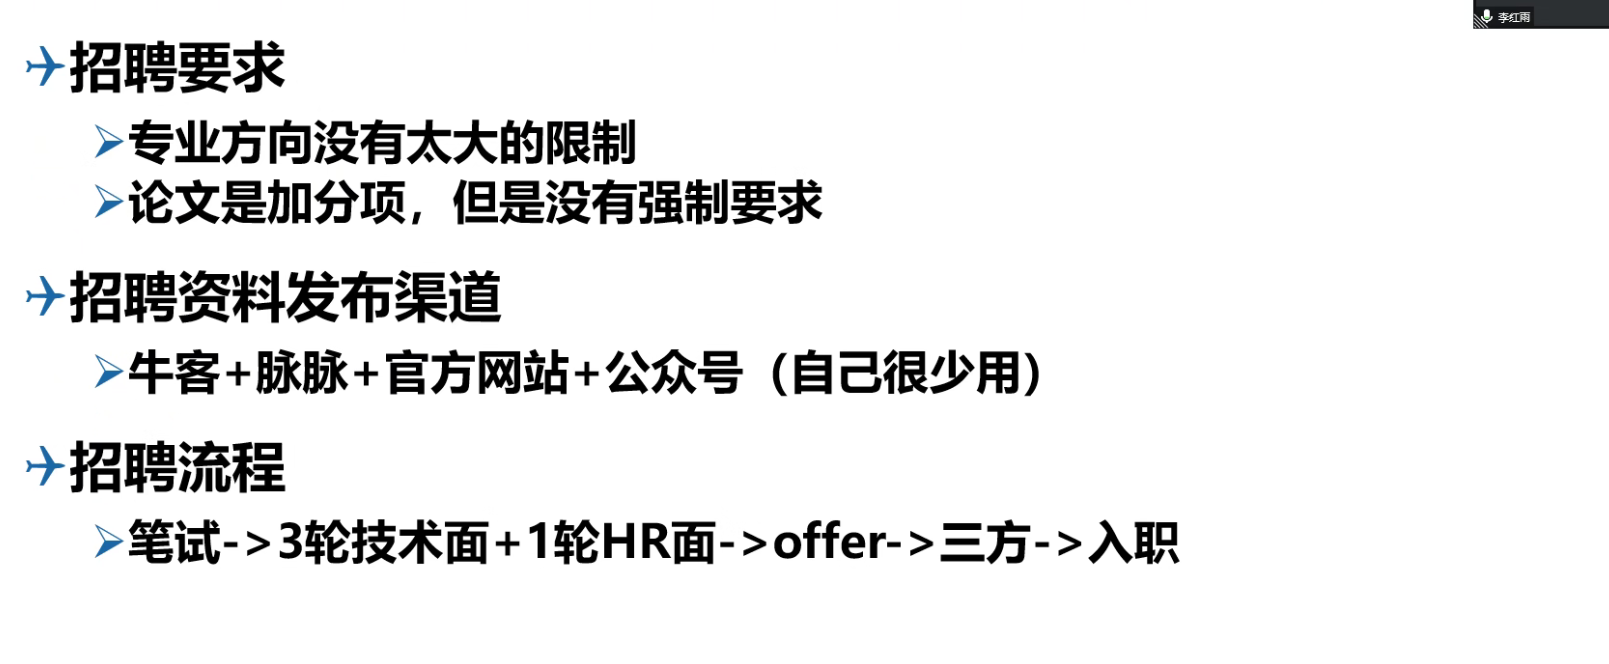 李红雨
招聘要求
专业方向没有太大的限制
论文是加分项，但是没有强制要求
招聘资料发布渠道
牛客+脉脉+官方网站+公众号（自己很少用）
招聘流程
笔试->3轮技术面+1轮HR面->offer->三方->入职